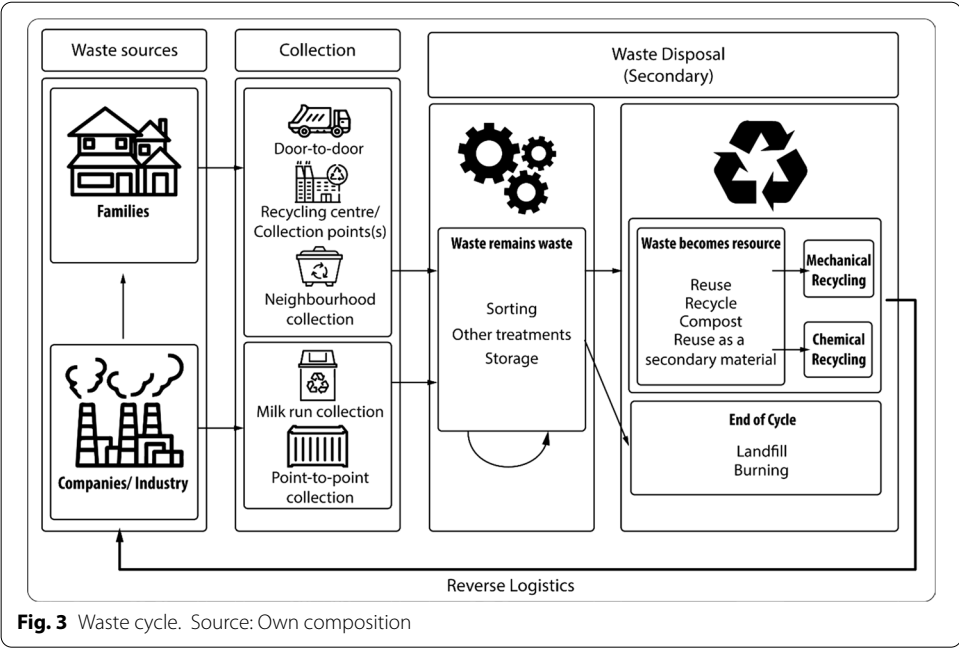 Waste sources
Collection
Waste Disposal
(Secondary)
Families
Companies/ Industry
Door-to-door
Recycling centre/
Collection points(s)
Neighbourhood
collection
Milk run collection
Point-to-point
collection
Waste remains waste
Sorting
Other treatments
Storage
Waste becomes resource
Reuse
Recycle
Compost
Reuse as a
secondary material
Mechanical
Recycling
Chemical
Recycling
End of Cycle
Landfill
Burning
Reverse Logistics
Fig. 3 Waste cycle. Source: Own composition